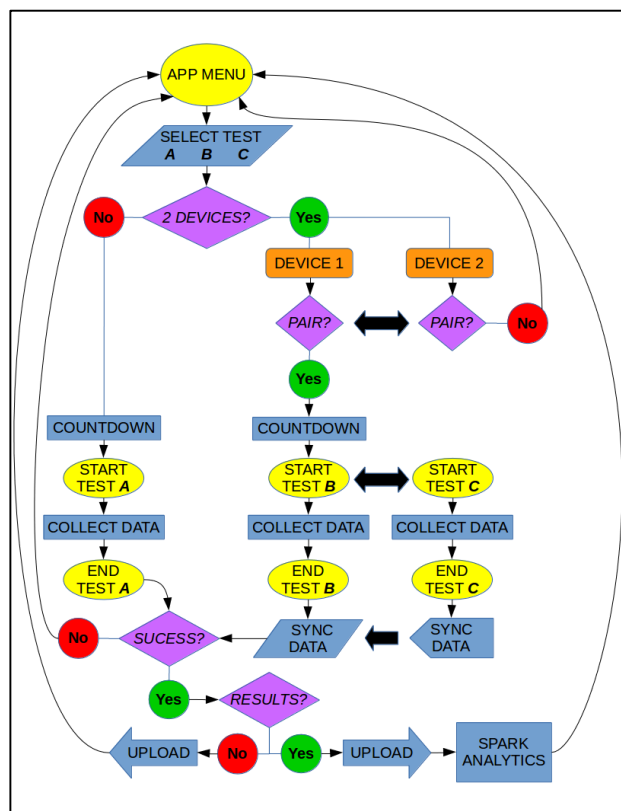 APP MENU
SELECT TEST
A B C
No
2 DEVICES?
Yes
DEVICE 1
DEVICE 2
PAIR?
PAIR?
No
Yes
COUNTDOWN
COUNTDOWN
START
TEST A
START
TEST B
START
TEST C
COLLECT DATA
COLLECT DATA
COLLECT DATA
END
TEST A
END
TEST B
END
TEST C
No
SUCESS?
SYNC
DATA
SYNC
DATA
Yes
RESULTS?
UPLOAD
No
Yes
UPLOAD
SPARK
ANALYTICS